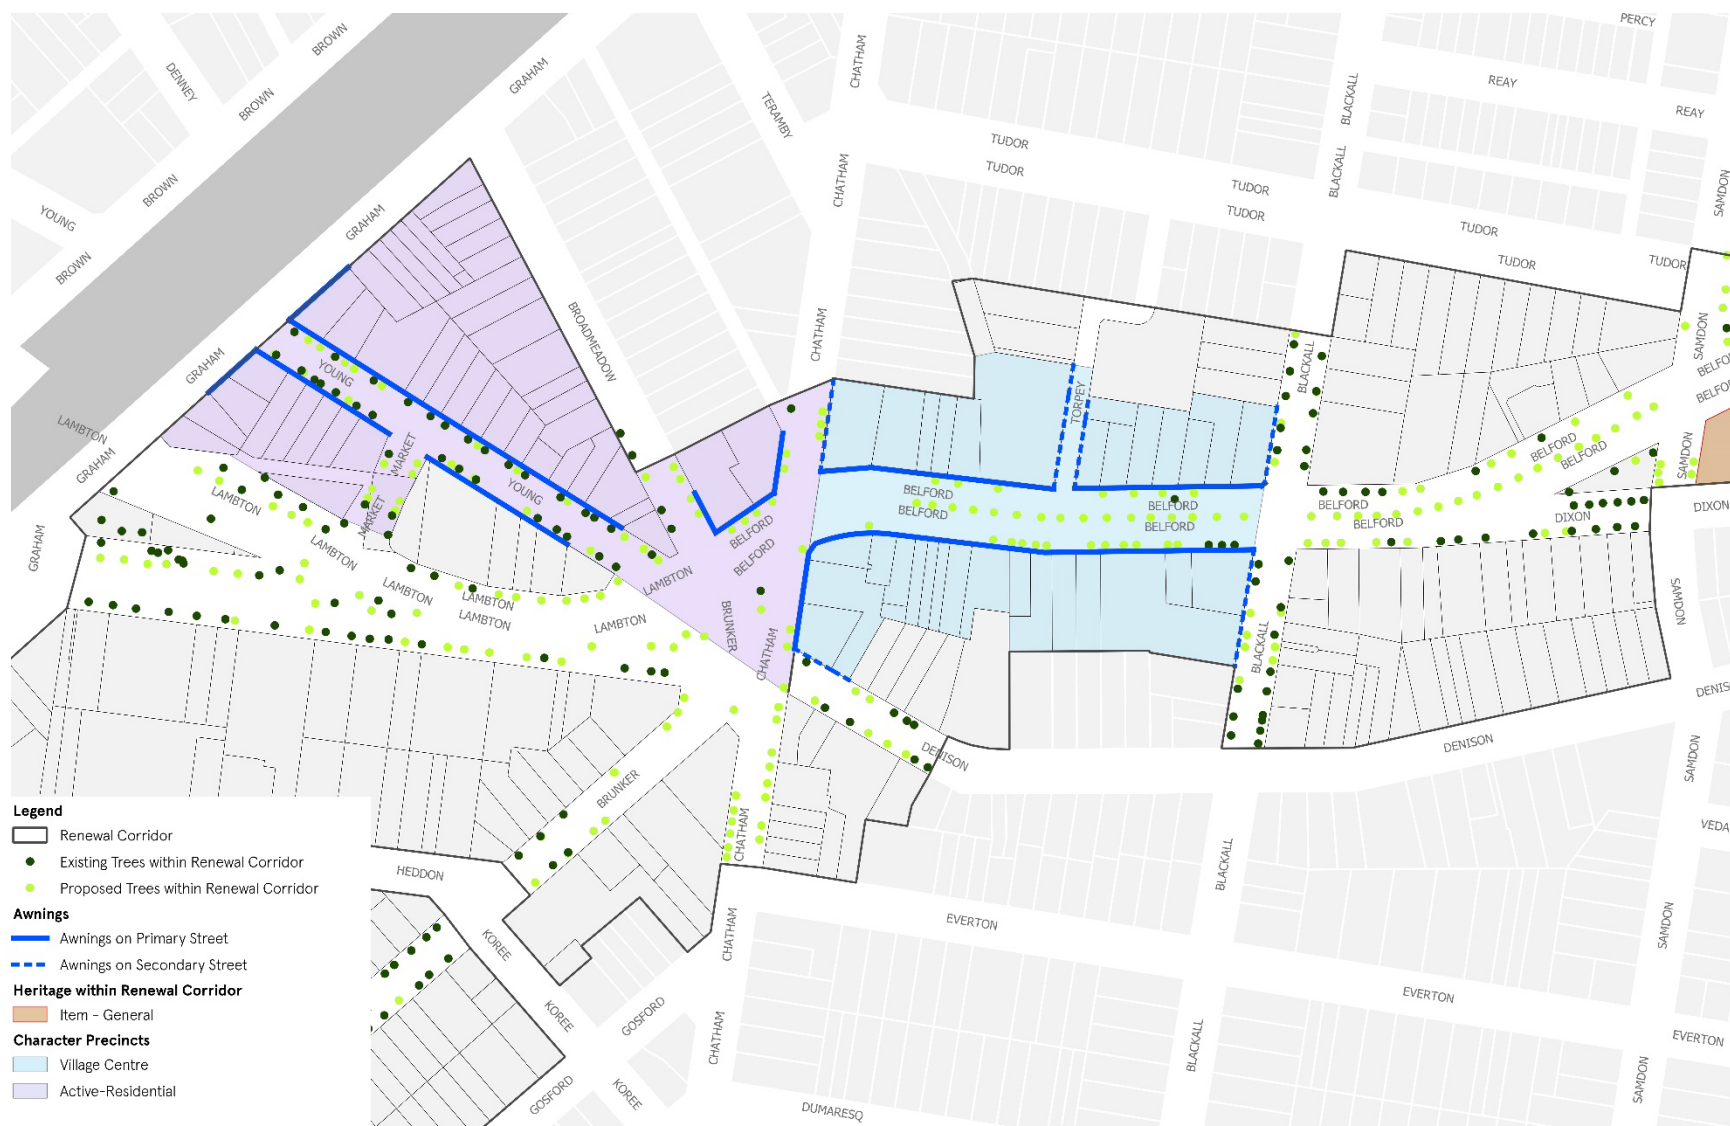 PERCY
BROWN
DENNEY
GRAHAM
CHATHAM
REAY
BLACKALL
BROWN
TERAMBY
REAY
TUDOR
TUDOR
BROWN
CHATHAM
BLACKALL
TUDOR
SAMDON
YOUNG
GRAHAM
TUDOR
TUDOR
BROWN
TUDOR
TUDOR
CHATHAM
BROADMEADOW
SAMDON
GRAHAM
YOUNG
BLACKALL
BELFO
BELFO
TORPEY
LAMBTON
MARKET
BELFORD
BELFORD
SAMDON
GRAHAM
YOUNG
BELFORD
BELFORD
BELFORD
BELFORD
BELFORD
BELFORD
DIXON
DIXON
LAMBTON
MARKET
BELFORD
BELFORD
GRAHAM
LAMBTON
LAMBTON
LAMBTON
LAMBTON
LAMBTON
LAMBTON
BRUNKER
CHATHAM
BLACKALL
SAMDON
DENIS
DENISON
DENISON
SAMDON
BRUNKER
CHATHAM
VEDA
BLACKALL
HEDDON
Legend
Renewal Corridor
Existing Trees within Renewal Corridor
Proposed Trees within Renewal Corridor
Awnings
Awnings on Primary Street
Awnings on Secondary Street
Heritage within Renewal Corridor
Item - General
Character Precincts
Village Centre
Active-Residential
KOREE
CHATHAM
EVERTON
SAMDON
EVERTON
KOREE
GOSFORD
CHATHAM
BLACKALL
EVERTON
GOSFORD
KOREE
SAMDON
DUMARESQ